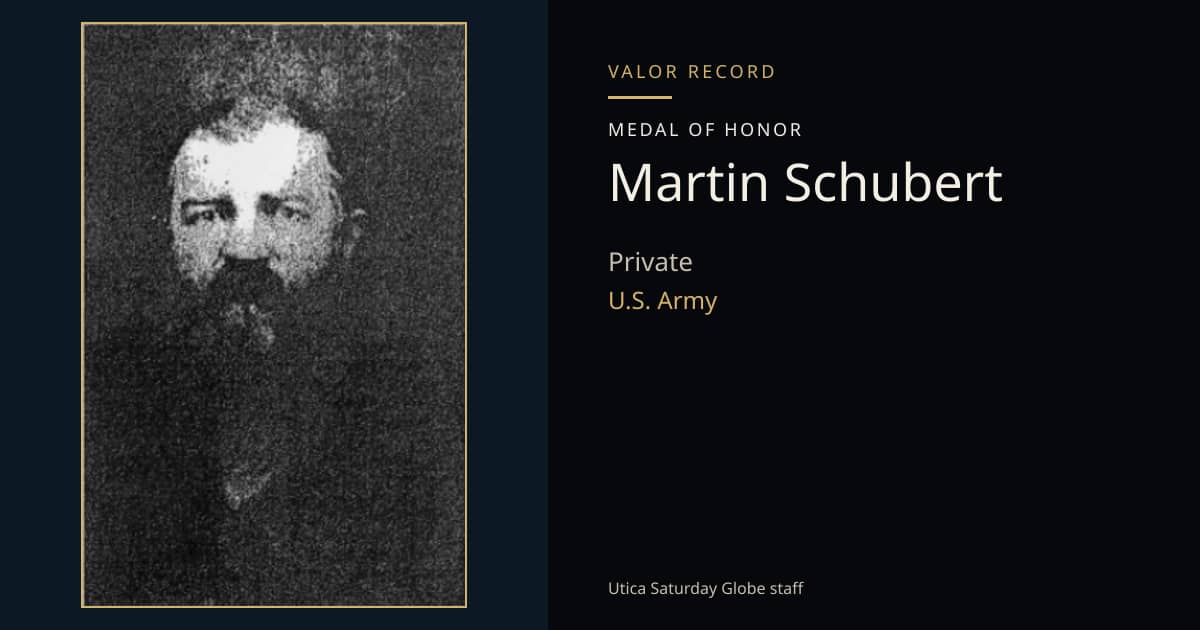 VALOR RECORD
MEDAL OF HONOR
Martin Schubert
Private
U.S. Army
Utica Saturday Globe staff